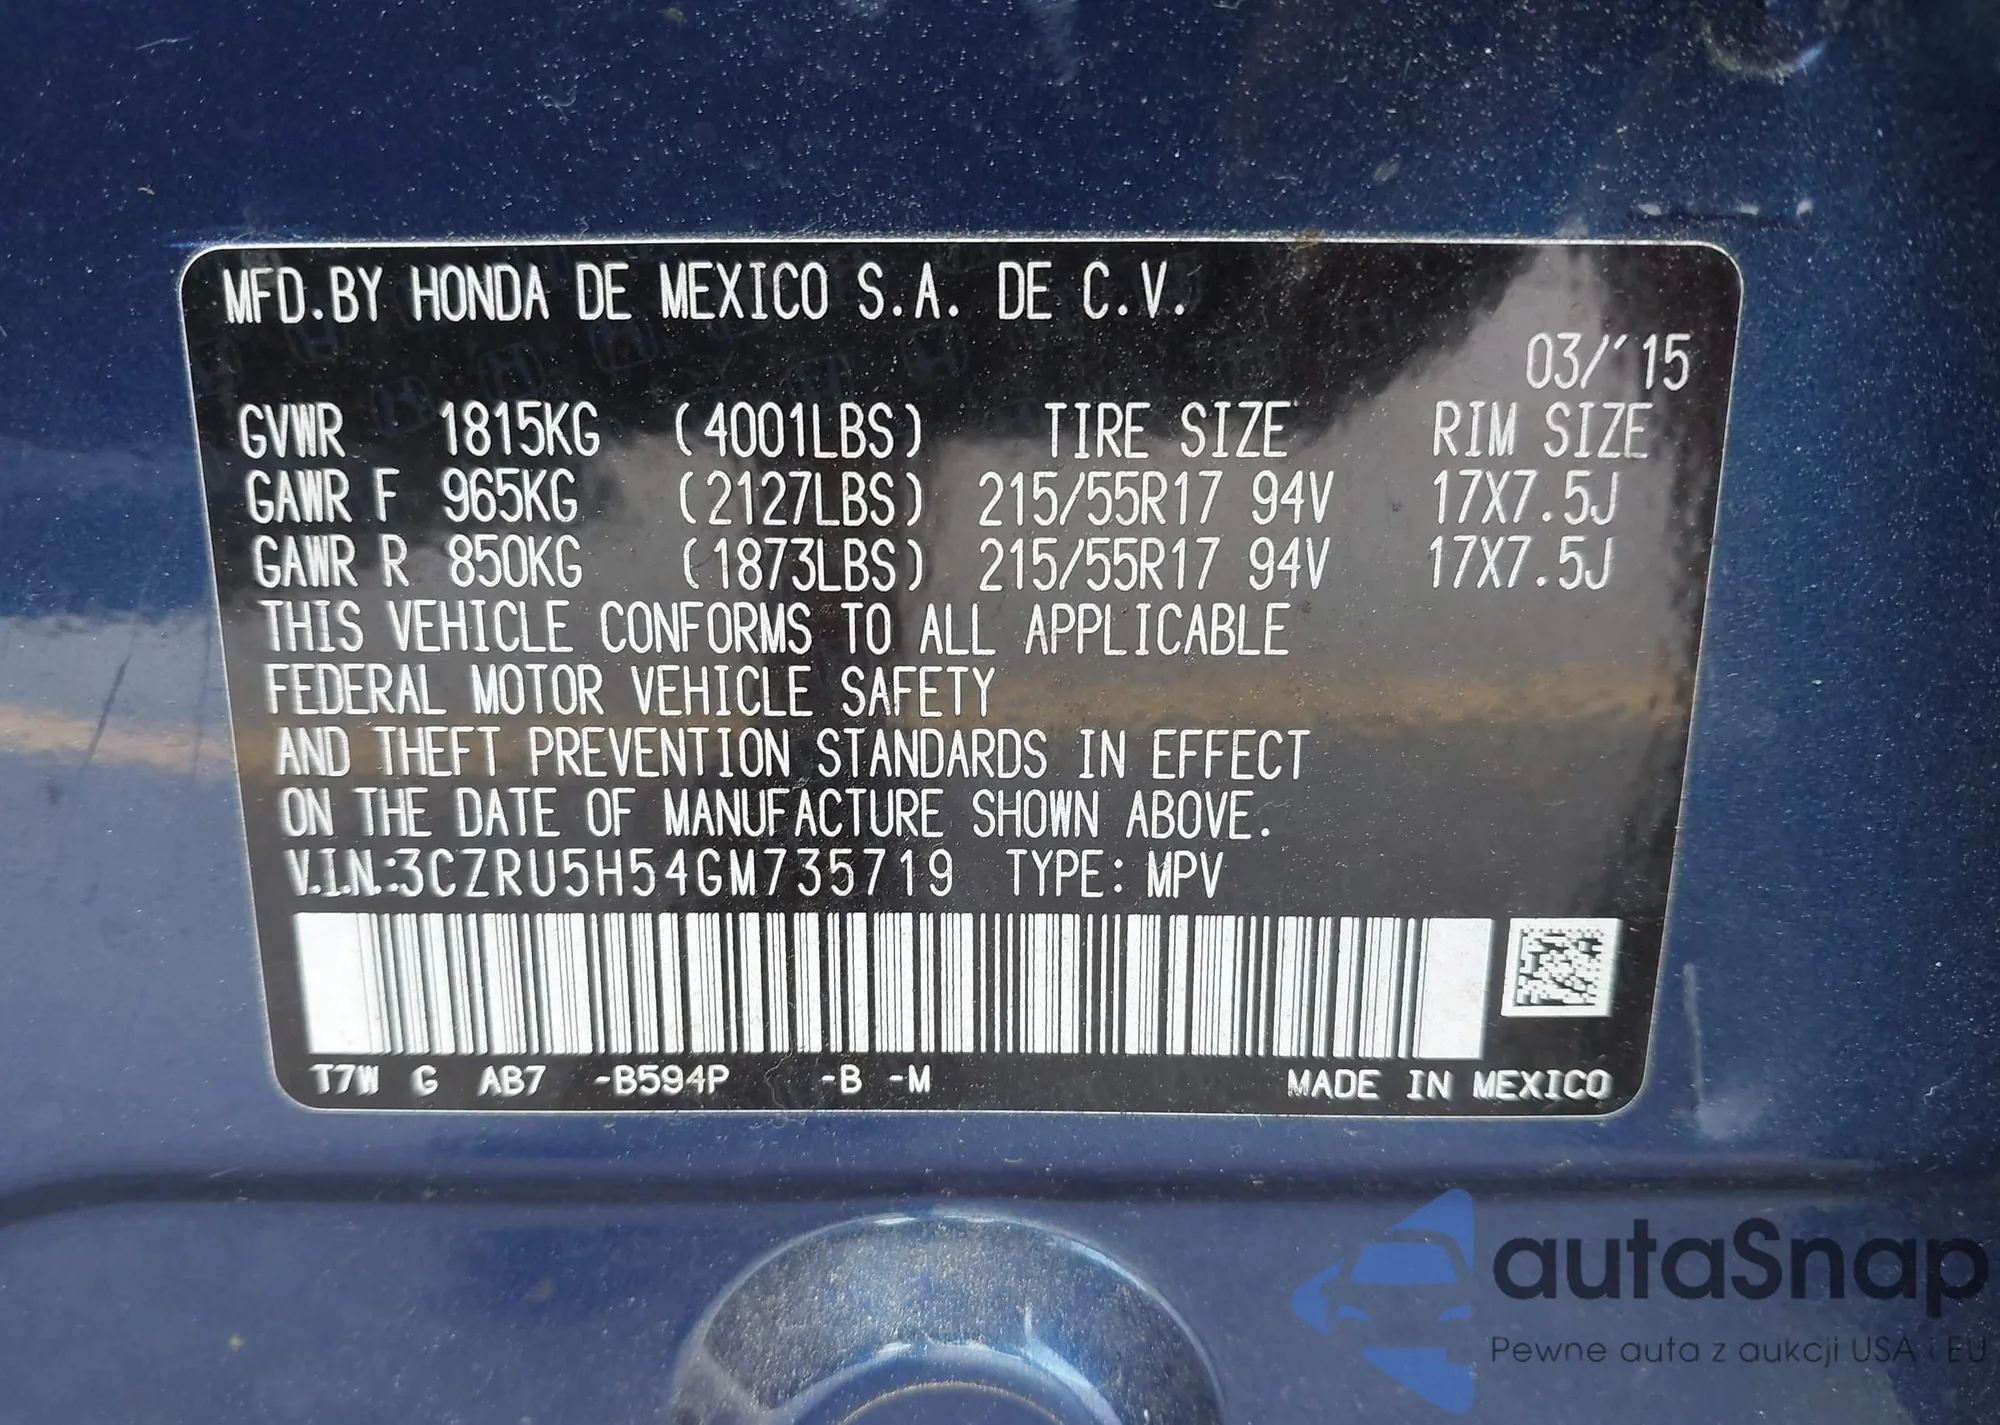 MFD.BY HONDA DE MEXICO S.A. DE C.V.
03/´15
GVWR 1815KG (4001LBS) TIRE SIZE RIM SIZE
GAWR F 965KG (2127LBS) 215/55R17 94V 17X7.5J
GAWR R 850KG (1873LBS) 215/55R17 94V 17X7.5J
THIS VEHICLE CONFORMS TO ALL APPLICABLE
FEDERAL MOTOR VEHICLE SAFETY
AND THEFT PREVENTION STANDARDS IN EFFECT
ON THE DATE OF MANUFACTURE SHOWN ABOVE.
V.I.N.:3CZRU5H54GM735719 TYPE: MPV
T7W G AB7 -B594P -B -M MADE IN MEXICO
autaSnap
Pewne auta z aukcji USA i EU